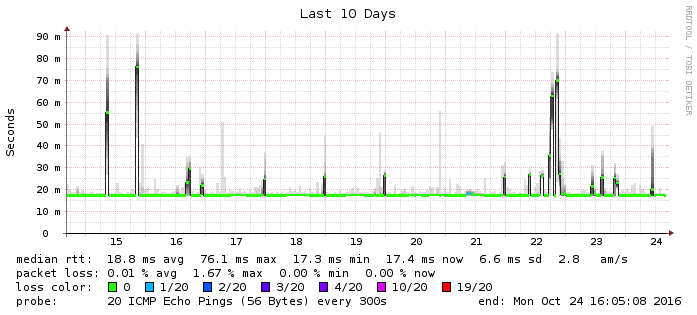 Last 10 Days
RRDTOOL / TOBI OETIKER
Seconds
90 m
80 m
70 m
60 m
50 m
40 m
30 m
20 m
10 m
0
15 16 17 18 19 20 21 22 23 24
median rtt: 18.8 ms avg 76.1 ms max 17.3 ms min 17.4 ms now 6.6 ms sd 2.8 am/s
packet loss: 0.01 % avg 1.67 % max 0.00 % min 0.00 % now
loss color: 0 1/20 2/20 3/20 4/20 10/20 19/20
probe: 20 ICMP Echo Pings (56 Bytes) every 300s end: Mon Oct 24 16:05:08 2016